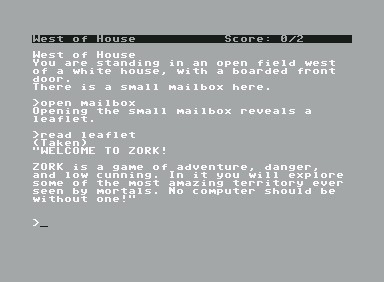 West of House Score: 0/2
West of House
You are standing in an open field west
of a white house, with a boarded front
door.
There is a small mailbox here.
>open mailbox
Opening the small mailbox reveals a
leaflet.
>read leaflet
(Taken)
"WELCOME TO ZORK!
ZORK is a game of adventure, danger,
and low cunning. In it you will explore
some of the most amazing territory ever
seen by mortals. No computer should be
without one!"
>_